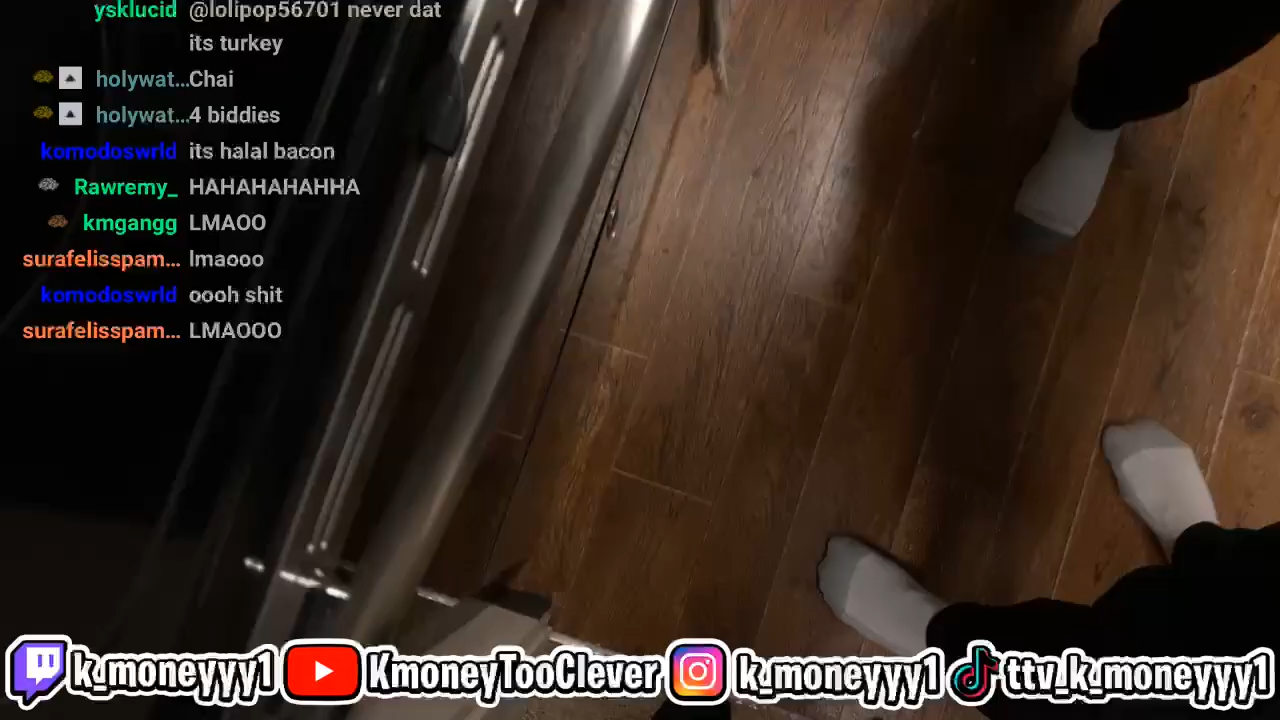 ysklucid @lolipop56701 never dat
its turkey
holywat...Chai
holywat...4 biddies
komodoswrld its halal bacon
Rawremy_ HAHAHAHAHHA
kmgangg LMAOO
surafelisspam... lmaooo
komodoswrld oooh shit
surafelisspam... LMAOOO
k_moneyyy1 KmoneyTooClever k_moneyyy1 ttv_k_moneyyy1